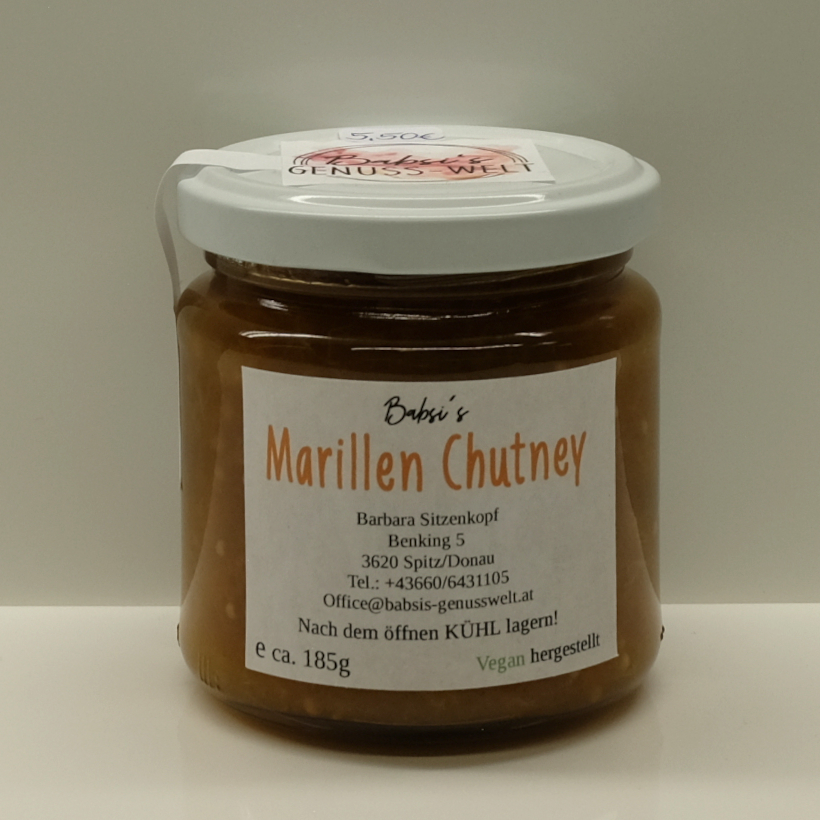 5,50€
Babsi's
GENUSS-WELT
Babsi´s
Marillen Chutney
Barbara Sitzenkopf
Benking 5
3620 Spitz/Donau
Tel.: +43660/6431105
Office@babsis-genusswelt.at
Nach dem öffnen KÜHL lagern!
e ca. 185g
Vegan hergestellt